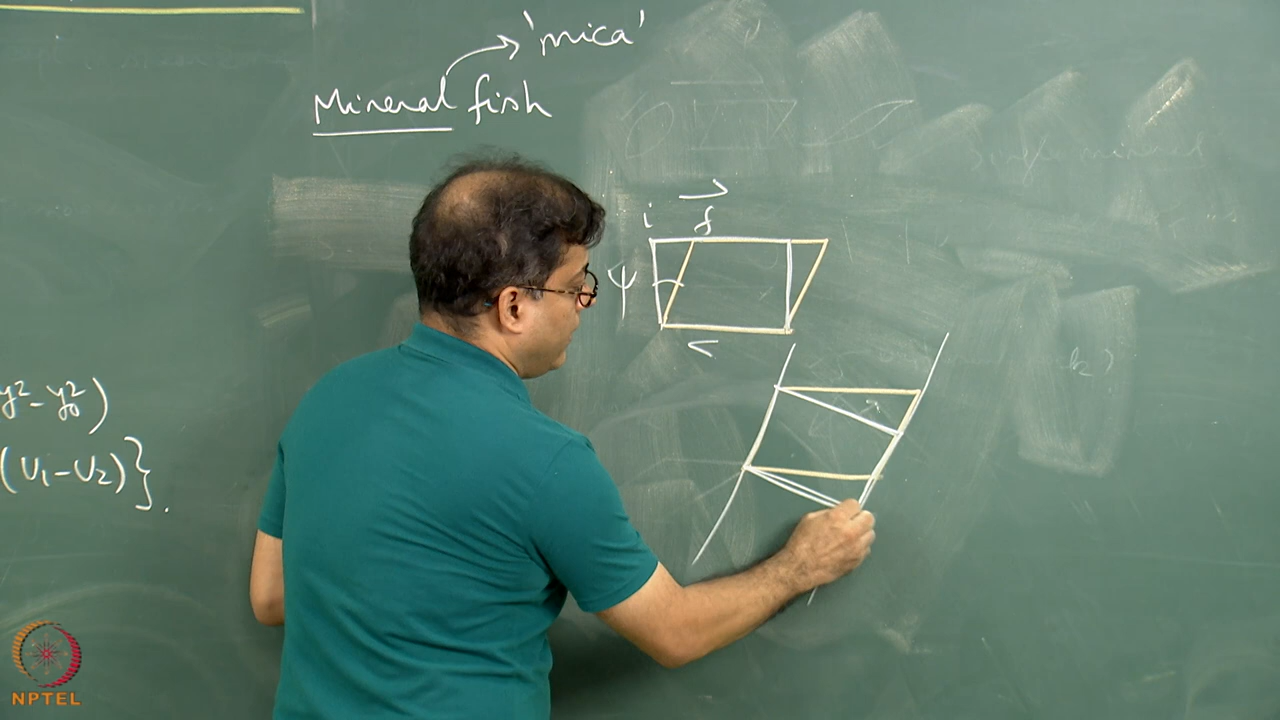 'mica'
Mineral fish
i f
ψ
y² - y₀²)
(U₁-U₂)}.
NPTEL